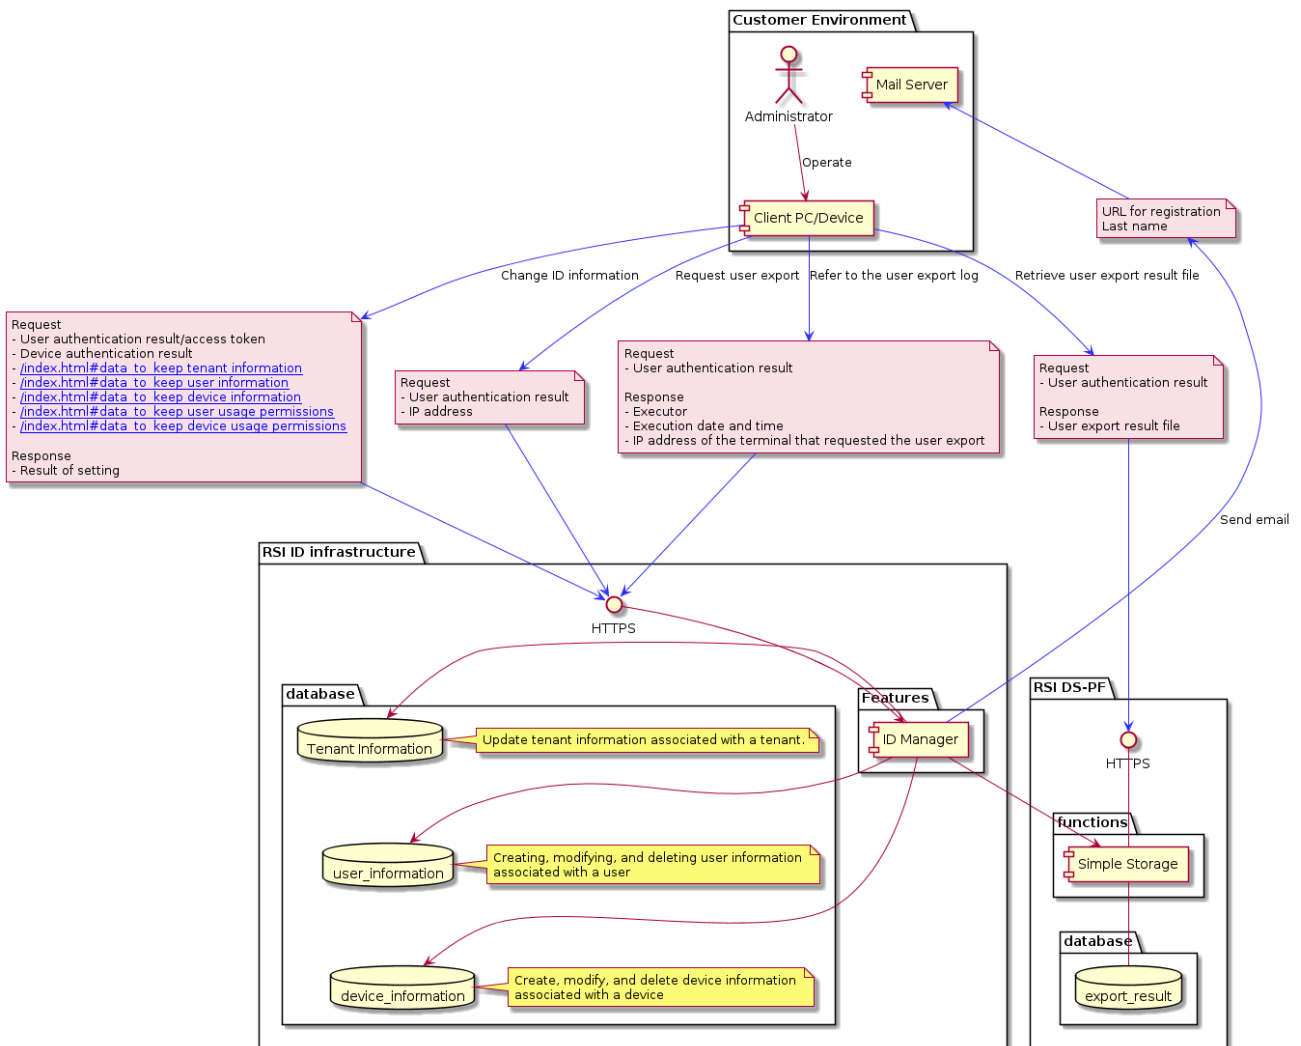 Customer Environment
Mail Server
Administrator
Operate
Client PC/Device
URL for registration
Last name
Change ID information
Request user export
Refer to the user export log
Retrieve user export result file
Request
- User authentication result/access token
- Device authentication result
- /index.html#data_to_keep tenant information
- /index.html#data_to_keep user information
- /index.html#data_to_keep device information
- /index.html#data_to_keep user usage permissions
- /index.html#data_to_keep device usage permissions
Response
- Result of setting
Request
- User authentication result
- IP address
Request
- User authentication result
Response
- Executor
- Execution date and time
- IP address of the terminal that requested the user export
Request
- User authentication result
Response
- User export result file
Send email
RSI ID infrastructure
HTTPS
database
Tenant Information
Update tenant information associated with a tenant.
Features
ID Manager
user_information
Creating, modifying, and deleting user information
associated with a user
device_information
Create, modify, and delete device information
associated with a device
RSI DS-PF
HTTPS
functions
Simple Storage
database
export_result